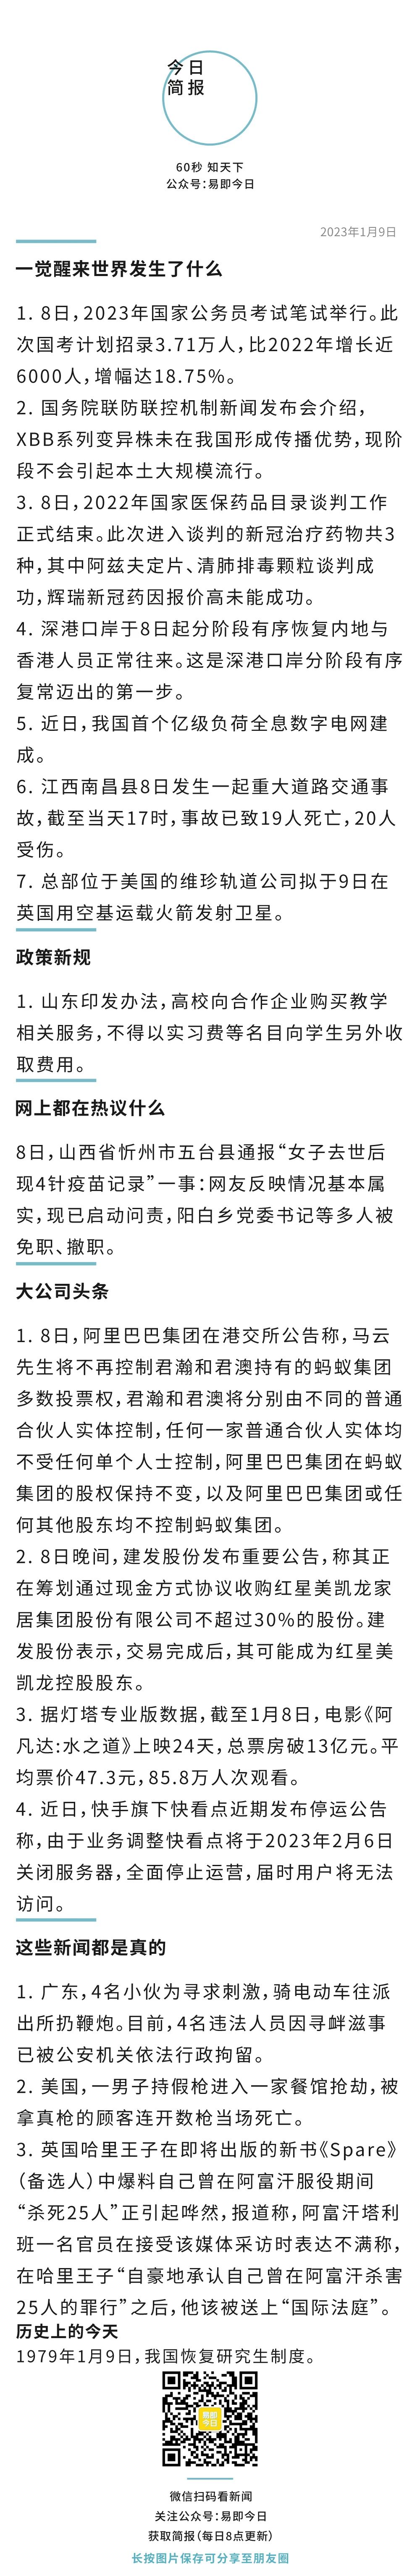 今日
简报
60秒 知天下
公众号：易即今日
2023年1月9日
一觉醒来世界发生了什么
1. 8日，2023年国家公务员考试笔试举行。此
次国考计划招录3.71万人，比2022年增长近
6000人，增幅达18.75%。
2. 国务院联防联控机制新闻发布会介绍，
XBB系列变异株未在我国形成传播优势，现阶
段不会引起本土大规模流行。
3. 8日，2022年国家医保药品目录谈判工作
正式结束。此次进入谈判的新冠治疗药物共3
种，其中阿兹夫定片、清肺排毒颗粒谈判成
功，辉瑞新冠药因报价高未能成功。
4. 深港口岸于8日起分阶段有序恢复内地与
香港人员正常往来。这是深港口岸分阶段有序
复常迈出的第一步。
5. 近日，我国首个亿级负荷全息数字电网建
成。
6. 江西南昌县8日发生一起重大道路交通事
故，截至当天17时，事故已致19人死亡，20人
受伤。
7. 总部位于美国的维珍轨道公司拟于9日在
英国用空基运载火箭发射卫星。
政策新规
1. 山东印发办法，高校向合作企业购买教学
相关服务，不得以实习费等名目向学生另外收
取费用。
网上都在热议什么
8日，山西省忻州市五台县通报“女子去世后
现4针疫苗记录”一事：网友反映情况基本属
实，现已启动问责，阳白乡党委书记等多人被
免职、撤职。
大公司头条
1. 8日，阿里巴巴集团在港交所公告称，马云
先生将不再控制君瀚和君澳持有的蚂蚁集团
多数投票权，君瀚和君澳将分别由不同的普通
合伙人实体控制，任何一家普通合伙人实体均
不受任何单个人士控制，阿里巴巴集团在蚂蚁
集团的股权保持不变，以及阿里巴巴集团或任
何其他股东均不控制蚂蚁集团。
2. 8日晚间，建发股份发布重要公告，称其正
在筹划通过现金方式协议收购红星美凯龙家
居集团股份有限公司不超过30%的股份。建
发股份表示，交易完成后，其可能成为红星美
凯龙控股股东。
3. 据灯塔专业版数据，截至1月8日，电影《阿
凡达:水之道》上映24天，总票房破13亿元。平
均票价47.3元，85.8万人次观看。
4. 近日，快手旗下快看点近期发布停运公告
称，由于业务调整快看点将于2023年2月6日
关闭服务器，全面停止运营，届时用户将无法
访问。
这些新闻都是真的
1. 广东，4名小伙为寻求刺激，骑电动车往派
出所扔鞭炮。目前，4名违法人员因寻衅滋事
已被公安机关依法行政拘留。
2. 美国，一男子持假枪进入一家餐馆抢劫，被
拿真枪的顾客连开数枪当场死亡。
3. 英国哈里王子在即将出版的新书《Spare》
（备选人）中爆料自己曾在阿富汗服役期间
“杀死25人”正引起哗然，报道称，阿富汗塔利
班一名官员在接受该媒体采访时表达不满称，
在哈里王子“自豪地承认自己曾在阿富汗杀害
25人的罪行”之后，他该被送上“国际法庭”。
历史上的今天
1979年1月9日，我国恢复研究生制度。
易即
今日
微信扫码看新闻
关注公众号：易即今日
获取简报（每日8点更新）
长按图片保存可分享至朋友圈